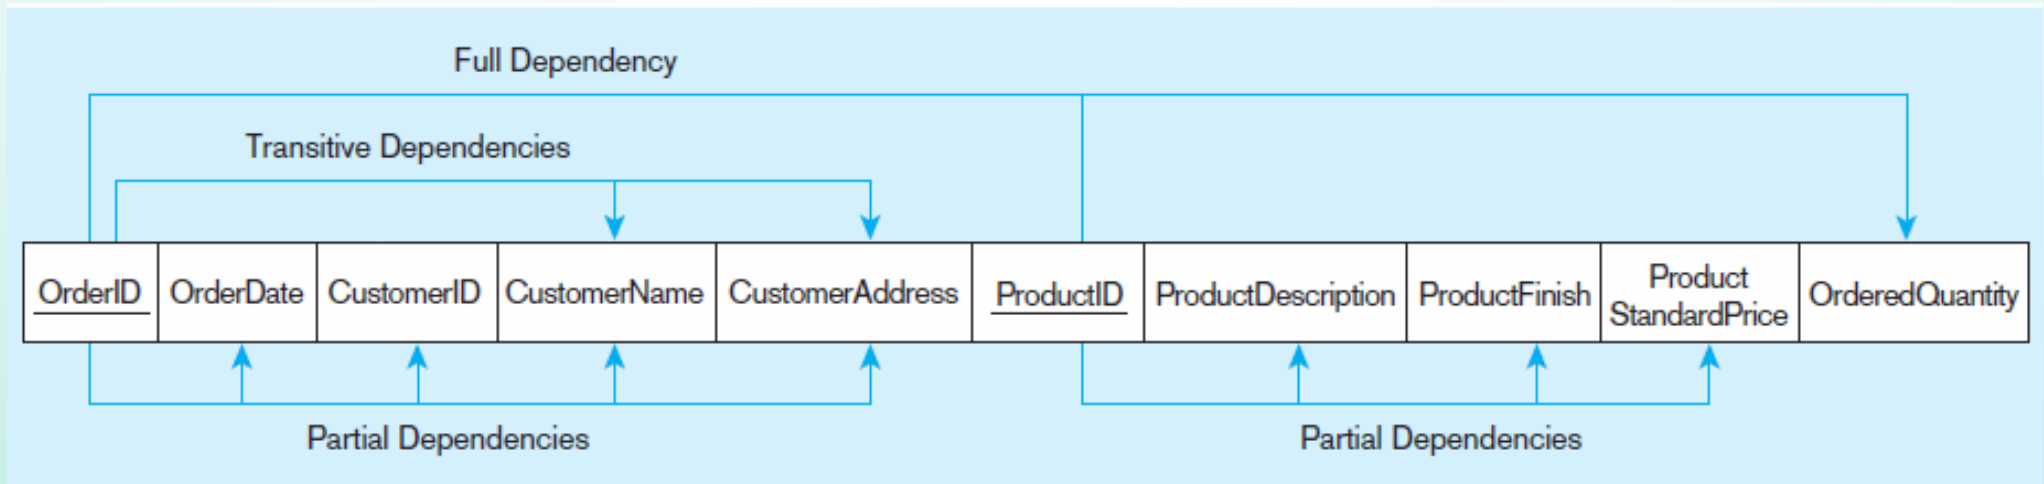 Full Dependency
Transitive Dependencies
OrderID OrderDate CustomerID CustomerName CustomerAddress ProductID ProductDescription ProductFinish Product StandardPrice OrderedQuantity
Partial Dependencies Partial Dependencies